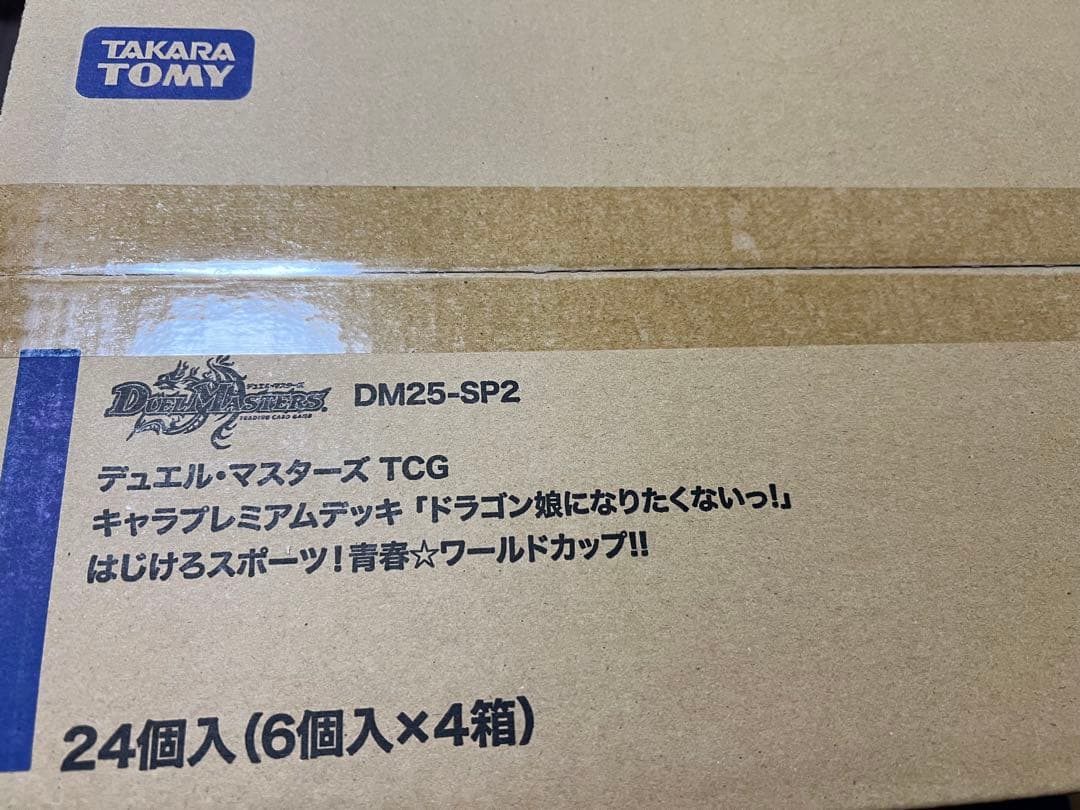 TAKARA
TOMY
デュエル・マスターズ
DUEL MASTERS
TRADING CARD GAME
DM25-SP2
デュエル・マスターズ TCG
キャラプレミアムデッキ「ドラゴン娘になりたくないっ!」
はじけろスポーツ!青春☆ワールドカップ!!
24個入(6個入×4箱)